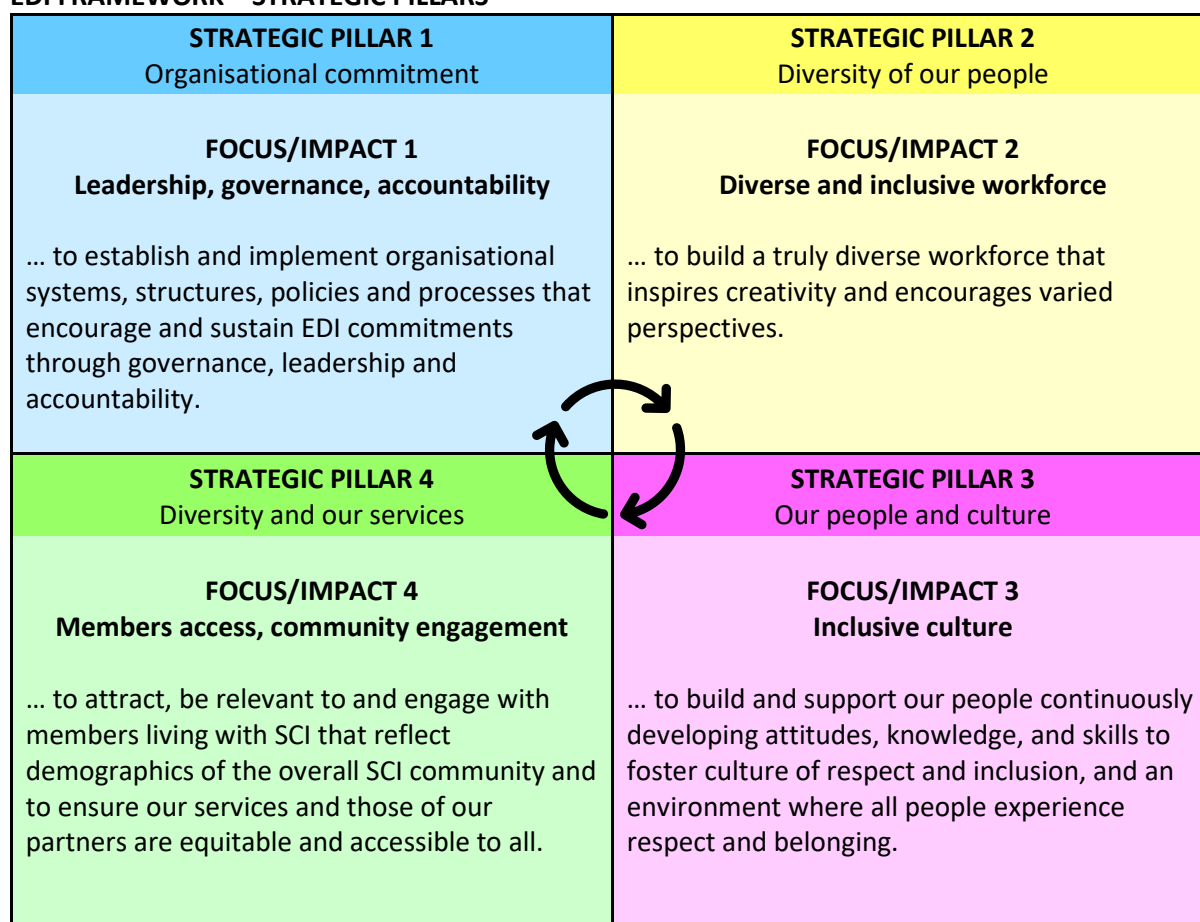 EDI FRAMEWORK – STRATEGIC PILLARS
STRATEGIC PILLAR 1
Organisational commitment
FOCUS/IMPACT 1
Leadership, governance, accountability
... to establish and implement organisational
systems, structures, policies and processes that
encourage and sustain EDI commitments
through governance, leadership and
accountability.
STRATEGIC PILLAR 2
Diversity of our people
FOCUS/IMPACT 2
Diverse and inclusive workforce
... to build a truly diverse workforce that
inspires creativity and encourages varied
perspectives.
STRATEGIC PILLAR 4
Diversity and our services
FOCUS/IMPACT 4
Members access, community engagement
... to attract, be relevant to and engage with
members living with SCI that reflect
demographics of the overall SCI community and
to ensure our services and those of our
partners are equitable and accessible to all.
STRATEGIC PILLAR 3
Our people and culture
FOCUS/IMPACT 3
Inclusive culture
... to build and support our people continuously
developing attitudes, knowledge, and skills to
foster culture of respect and inclusion, and an
environment where all people experience
respect and belonging.